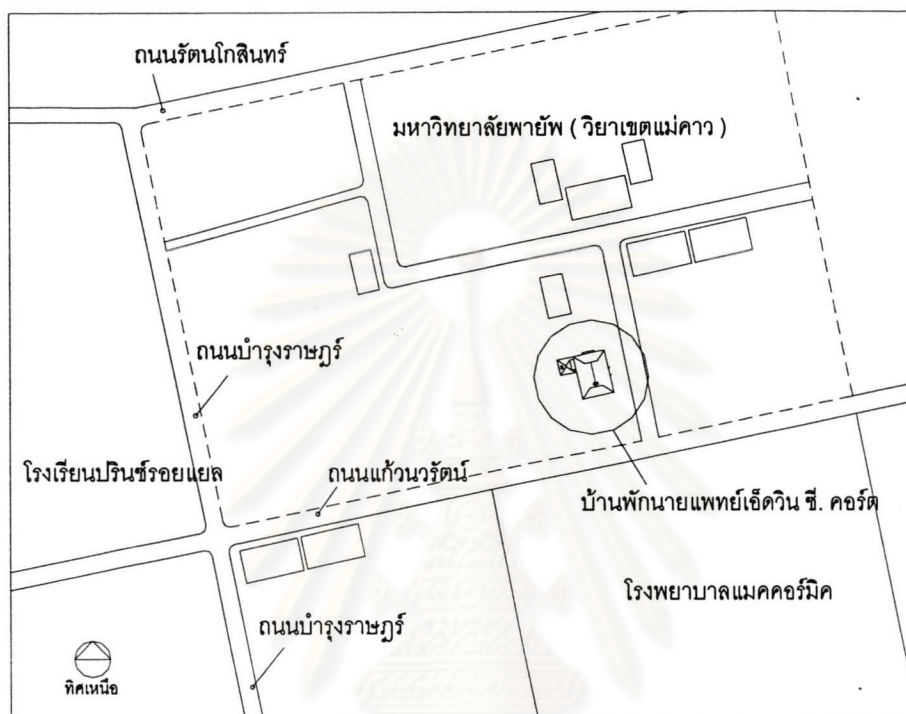 ถนนรัตนโกสินทร์
มหาวิทยาลัยพายัพ ( วิยาเขตแม่คาว )
ถนนบำรุงราษฎร์
โรงเรียนปรินซ์รอยแยล
ถนนแก้วนวรัตน์
บ้านพักนายแพทย์เอ็ดวิน ซี. คอร์ต
โรงพยาบาลแมคคอร์มิค
ถนนบำรุงราษฎร์
ทิศเหนือ